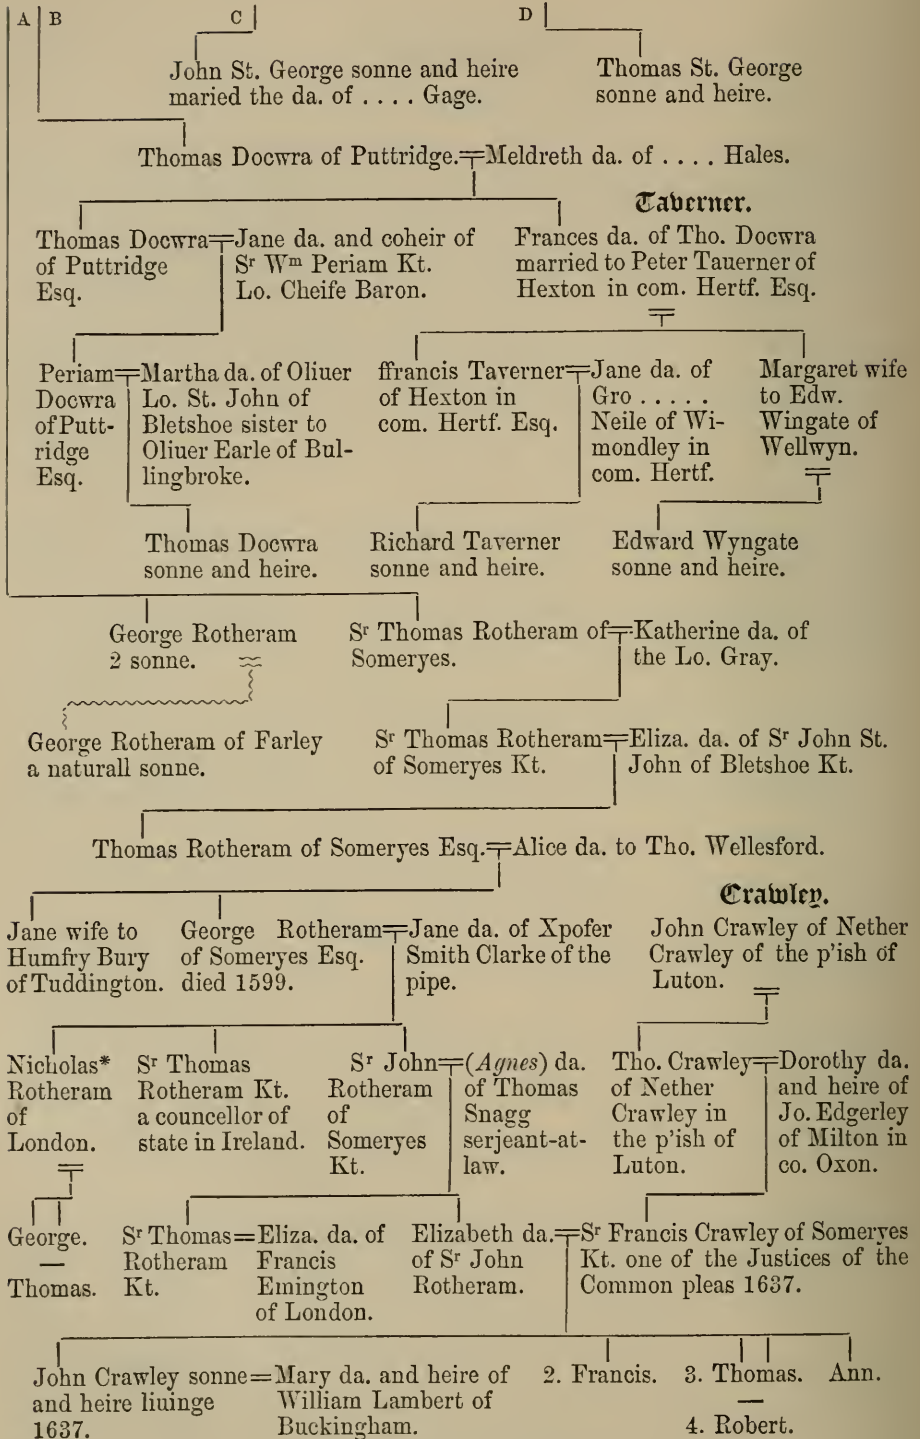 A B C D
John St. George sonne and heire
maried the da. of . . . . Gage.
Thomas St. George
sonne and heire.
Thomas Docwra of Puttridge.=Meldreth da. of . . . . Hales.
Taverner.
Thomas Docwra
of Puttridge
Esq.
=Jane da. and coheir of
Sʳ Wᵐ Periam Kt.
Lo. Cheife Baron.
Frances da. of Tho. Docwra
married to Peter Tauerner of
Hexton in com. Hertf. Esq.
Periam
Docwra
of Putt-
ridge
Esq.
=Martha da. of Oliuer
Lo. St. John of
Bletshoe sister to
Oliuer Earle of Bul-
lingbroke.
ffrancis Taverner
of Hexton in
com. Hertf. Esq.
=Jane da. of
Gro . . . . .
Neile of Wi-
mondley in
com. Hertf.
Margaret wife
to Edw.
Wingate of
Wellwyn.
Thomas Docwra
sonne and heire.
Richard Taverner
sonne and heire.
Edward Wyngate
sonne and heire.
George Rotheram
2 sonne.
Sʳ Thomas Rotheram of
Someryes.
=Katherine da. of
the Lo. Gray.
George Rotheram of Farley
a naturall sonne.
Sʳ Thomas Rotheram
of Someryes Kt.
=Eliza. da. of Sʳ John St.
John of Bletshoe Kt.
Thomas Rotheram of Someryes Esq.=Alice da. to Tho. Wellesford.
Crawley.
Jane wife to
Humfry Bury
of Tuddington.
George Rotheram
of Someryes Esq.
died 1599.
=Jane da. of Xpofer
Smith Clarke of the
pipe.
John Crawley of Nether
Crawley of the p'ish of
Luton.
Nicholas*
Rotheram
of
London.
Sʳ Thomas
Rotheram Kt.
a councellor of
state in Ireland.
Sʳ John
Rotheram
of
Someryes
Kt.
=(Agnes) da.
of Thomas
Snagg
serjeant-at-
law.
Tho. Crawley
of Nether
Crawley in
the p'ish of
Luton.
=Dorothy da.
and heire of
Jo. Edgerley
of Milton in
co. Oxon.
George.
—
Thomas.
Sʳ Thomas
Rotheram
Kt.
=Eliza. da. of
Francis
Emington
of London.
Elizabeth da.
of Sʳ John
Rotheram.
=Sʳ Francis Crawley of Someryes
Kt. one of the Justices of the
Common pleas 1637.
John Crawley sonne
and heire liuinge
1637.
=Mary da. and heire of
William Lambert of
Buckingham.
2. Francis.
3. Thomas.
—
4. Robert.
Ann.